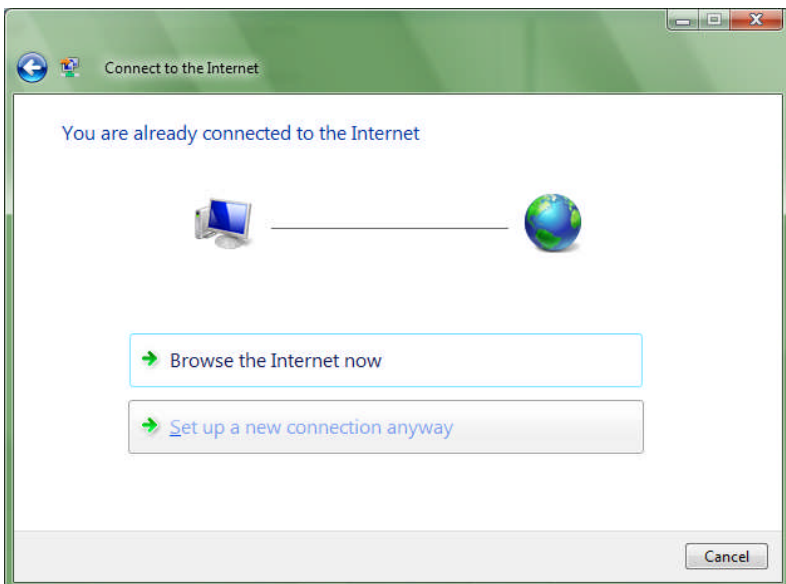 Connect to the Internet
You are already connected to the Internet
Browse the Internet now
Set up a new connection anyway
Cancel